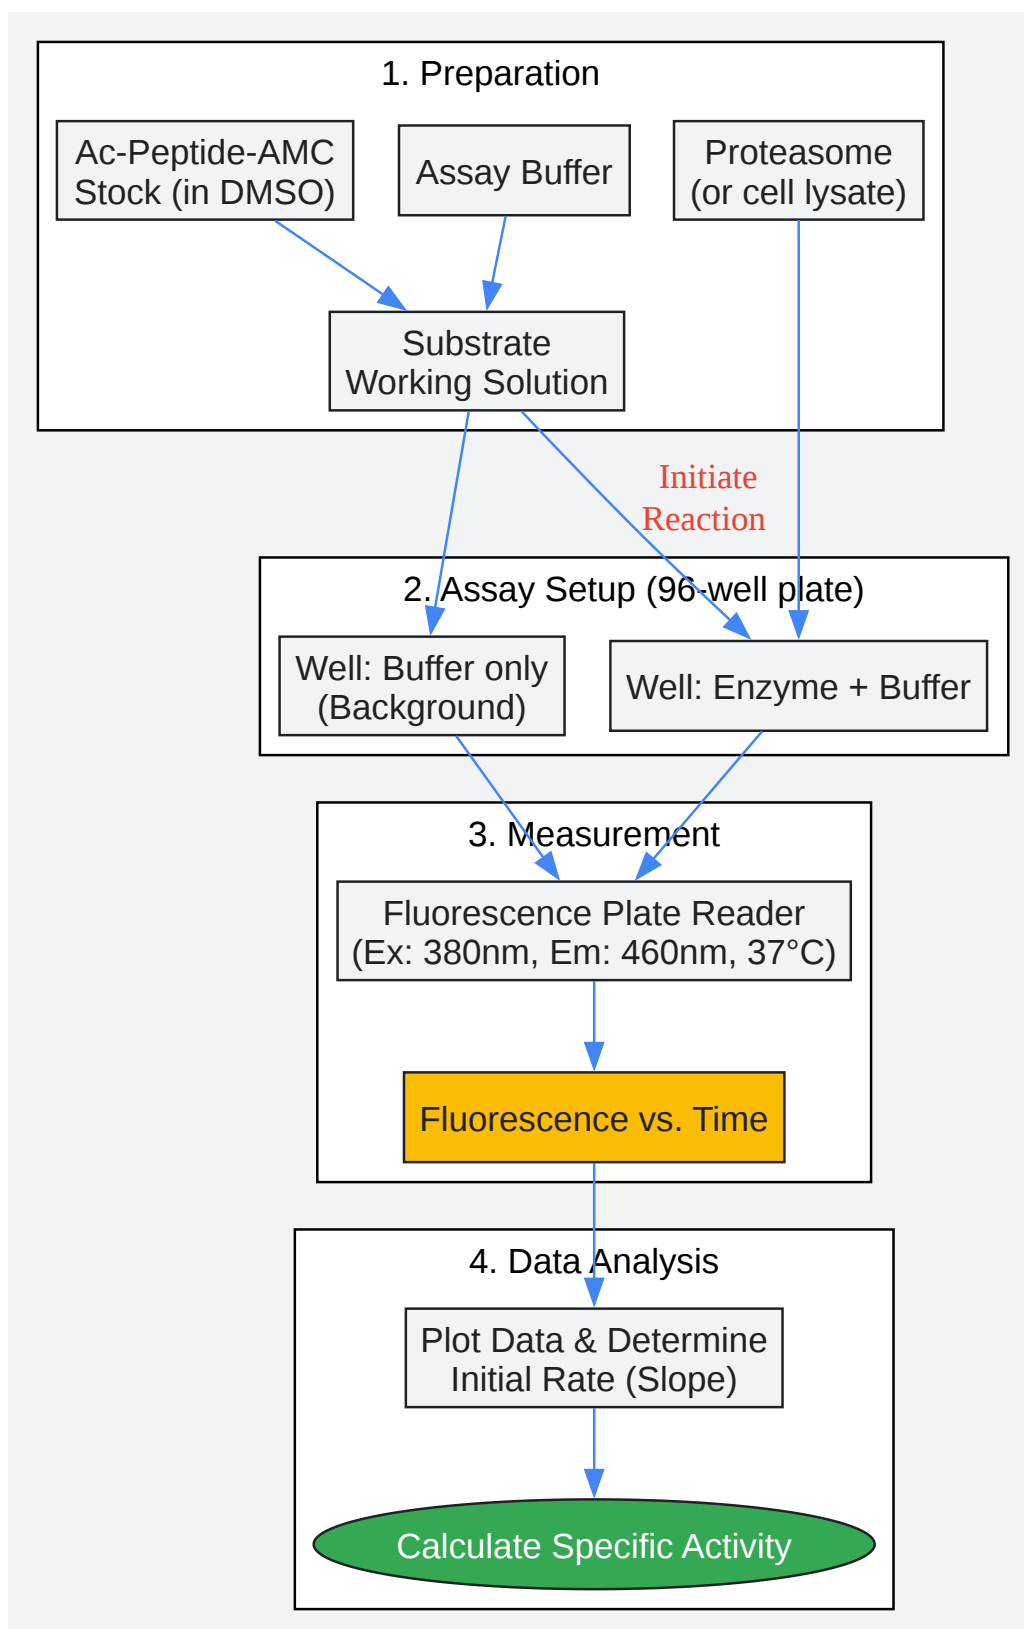 1. Preparation
Ac-Peptide-AMC
Stock (in DMSO)
Assay Buffer
Proteasome
(or cell lysate)
Substrate
Working Solution
Initiate
Reaction
2. Assay Setup (96-well plate)
Well: Buffer only
(Background)
Well: Enzyme + Buffer
3. Measurement
Fluorescence Plate Reader
(Ex: 380nm, Em: 460nm, 37°C)
Fluorescence vs. Time
4. Data Analysis
Plot Data & Determine
Initial Rate (Slope)
Calculate Specific Activity